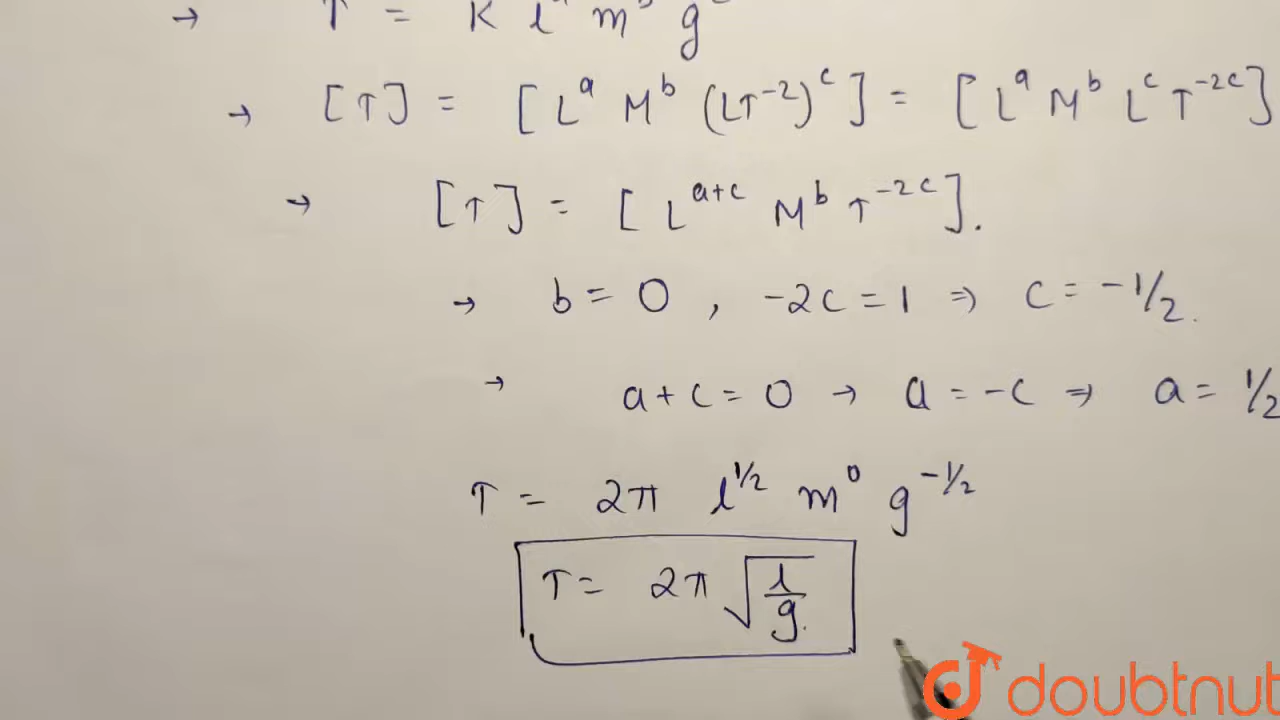 → T = K l^a m^b g^c
→ [T] = [L^a M^b (LT^-2)^c] = [L^a M^b L^c T^-2c]
→ [T] = [L^a+c M^b T^-2c].
→ b = 0 , -2c = 1 ⇒ c = -1/2.
→ a + c = 0 → a = -c ⇒ a = 1/2
T = 2π l^1/2 m^0 g^-1/2
T = 2π √(l/g)
doubtnut